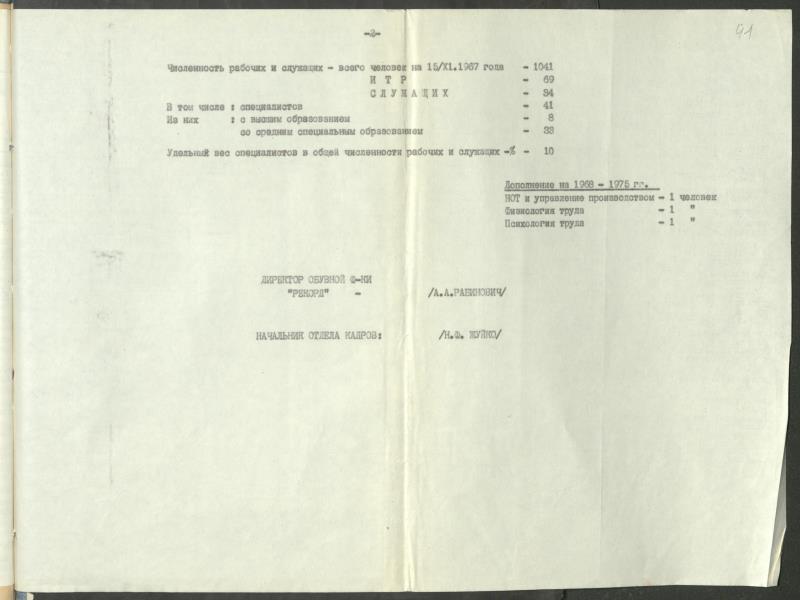 -2-
91
Численность рабочих и служащих - всего человек на 15/XI.1967 года - 1041
И Т Р - 69
С Л У Ж А Щ И Х - 34
В том числе : специалистов - 41
Из них : с высшим образованием - 8
со средним специальным образованием - 33
Удельный вес специалистов в общей численности рабочих и служащих -% - 10
Дополнение на 1968 - 1975 гг.
НОТ и управление производством - 1 человек
Физиология труда - 1 "
Психология труда - 1 "
ДИРЕКТОР ОБУВНОЙ Ф-КИ
"РЕКОРД" - /А.А.РАБИНОВИЧ/
НАЧАЛЬНИК ОТДЕЛА КАДРОВ: /Н.Ф. ЖУЙКО/